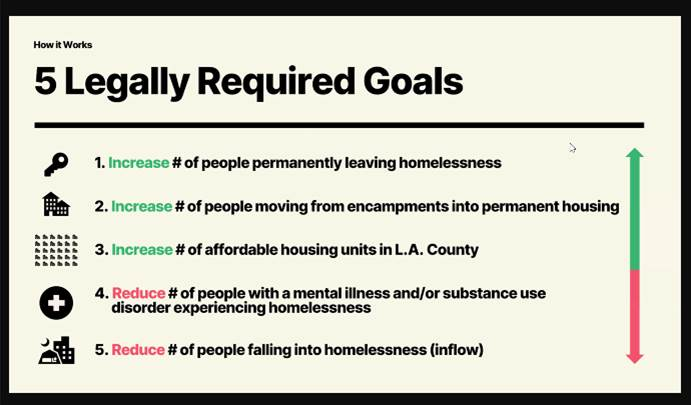 How it Works
5 Legally Required Goals
1. Increase # of people permanently leaving homelessness
2. Increase # of people moving from encampments into permanent housing
3. Increase # of affordable housing units in L.A. County
4. Reduce # of people with a mental illness and/or substance use
disorder experiencing homelessness
5. Reduce # of people falling into homelessness (inflow)